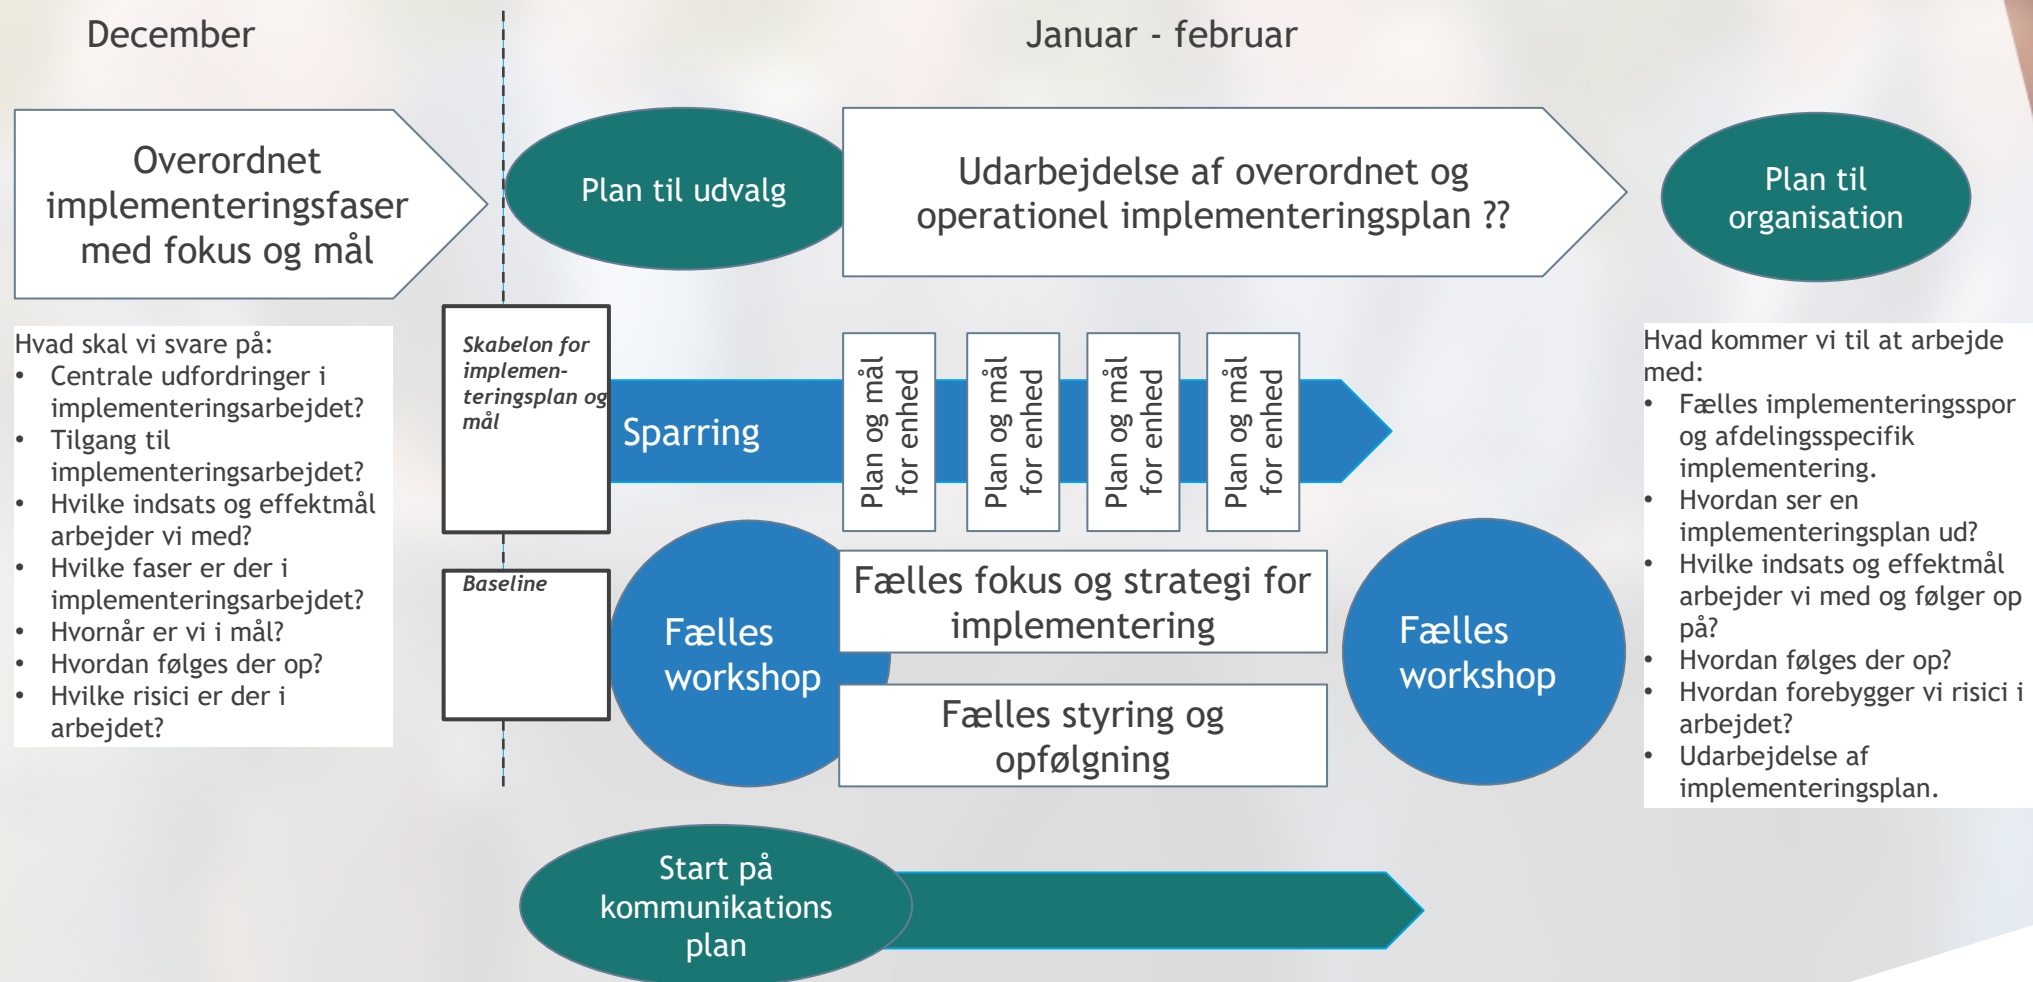 December
Januar - februar
Overordnet
implementeringsfaser
med fokus og mål
Plan til udvalg
Udarbejdelse af overordnet og
operationel implementeringsplan ??
Plan til
organisation
Hvad skal vi svare på:
• Centrale udfordringer i
implementeringsarbejdet?
• Tilgang til
implementeringsarbejdet?
• Hvilke indsats og effektmål
arbejder vi med?
• Hvilke faser er der i
implementeringsarbejdet?
• Hvornår er vi i mål?
• Hvordan følges der op?
• Hvilke risici er der i
arbejdet?
Skabelon for
implemen-
teringsplan og
mål
Sparring
Plan og mål
for enhed
Plan og mål
for enhed
Plan og mål
for enhed
Plan og mål
for enhed
Baseline
Fælles
workshop
Fælles fokus og strategi for
implementering
Fælles styring og
opfølgning
Fælles
workshop
Hvad kommer vi til at arbejde
med:
• Fælles implementeringsspor
og afdelingsspecifik
implementering.
• Hvordan ser en
implementeringsplan ud?
• Hvilke indsats og effektmål
arbejder vi med og følger op
på?
• Hvordan følges der op?
• Hvordan forebygger vi risici i
arbejdet?
• Udarbejdelse af
implementeringsplan.
Start på
kommunikations
plan